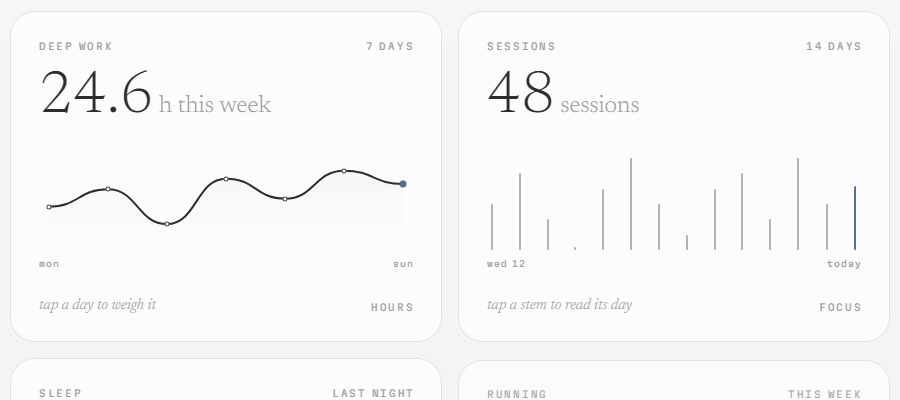 DEEP WORK
7 DAYS
24.6 h this week
mon
sun
tap a day to weigh it
HOURS
SESSIONS
14 DAYS
48 sessions
wed 12
today
tap a stem to read its day
FOCUS
SLEEP
LAST NIGHT
RUNNING
THIS WEEK